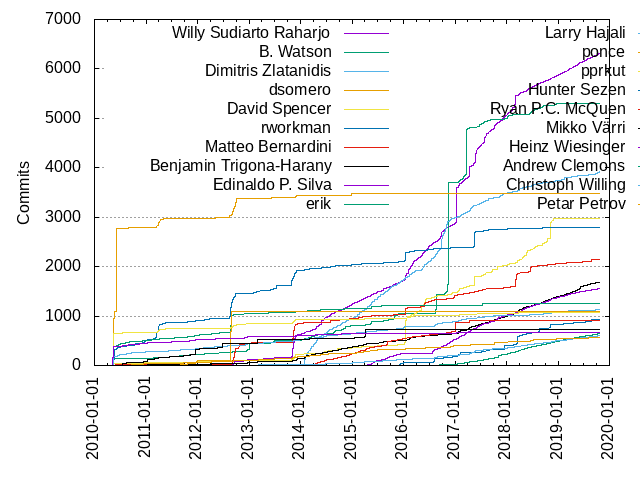 7000
6000
5000
4000
3000
2000
1000
0
Commits
Willy Sudiarto Raharjo
B. Watson
Dimitris Zlatanidis
dsomero
David Spencer
rworkman
Matteo Bernardini
Benjamin Trigona-Harany
Edinaldo P. Silva
erik
Larry Hajali
ponce
pprkut
Hunter Sezen
Ryan P.C. McQuen
Mikko Värri
Heinz Wiesinger
Andrew Clemons
Christoph Willing
Petar Petrov
2010-01-01
2011-01-01
2012-01-01
2013-01-01
2014-01-01
2015-01-01
2016-01-01
2017-01-01
2018-01-01
2019-01-01
2020-01-01